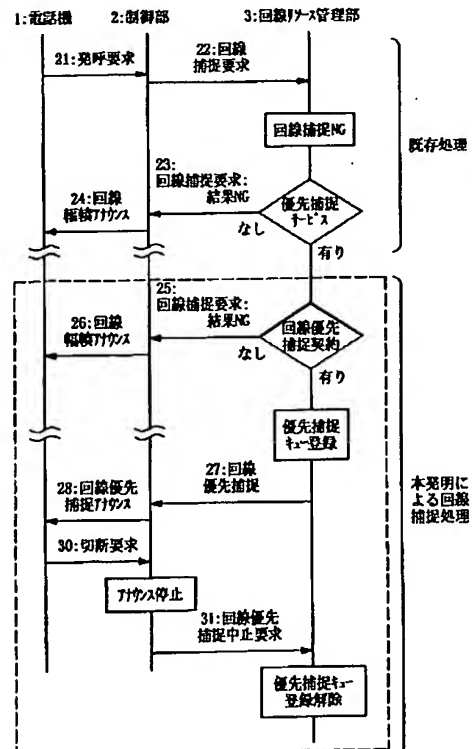 1:電話機 2:制御部 3:回線リソース管理部
21:発呼要求
22:回線
捕捉要求
回線捕捉NG
既存処理
23:
回線捕捉要求:
結果NG
24:回線
輻輳アナウンス
優先捕捉
サービス
なし
有り
25:
回線捕捉要求:
結果NG
26:回線
輻輳アナウンス
回線優先
捕捉契約
なし
有り
優先捕捉
キュー登録
27:回線
優先捕捉
28:回線優先
捕捉アナウンス
本発明に
よる回線
捕捉処理
30:切断要求
アナウンス停止
31:回線優先
捕捉中止要求
優先捕捉キュー
登録解除